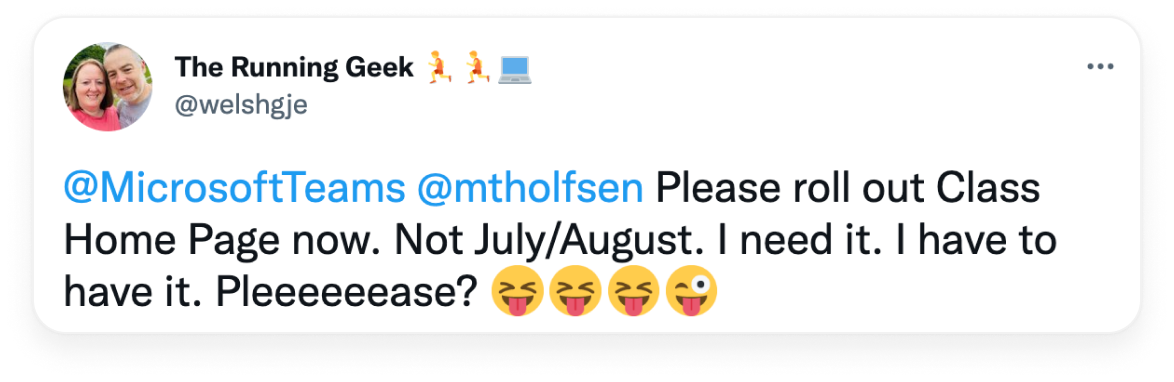 The Running Geek 🏃🏃💻
@welshgje
@MicrosoftTeams @mtholfsen Please roll out Class
Home Page now. Not July/August. I need it. I have to
have it. Pleeeeeeease? 😝😝😝😜